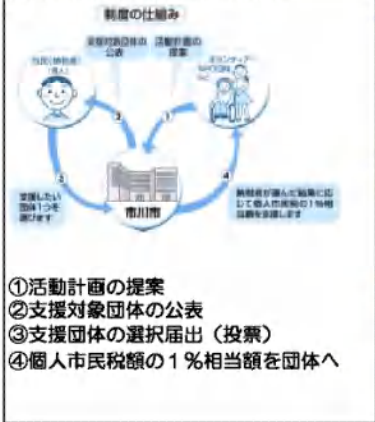 制度の仕組み
支援対象団体の
公表
活動計画の
提案
市民(納税者)
(個人)
ボランティア
NPO団体
②
①
③
④
支援したい
団体1つを
選びます
市川市
納税者が選んだ結果に応
じて個人市民税の1%相
当額を支援します
①活動計画の提案
②支援対象団体の公表
③支援団体の選択届出（投票）
④個人市民税額の1%相当額を団体へ